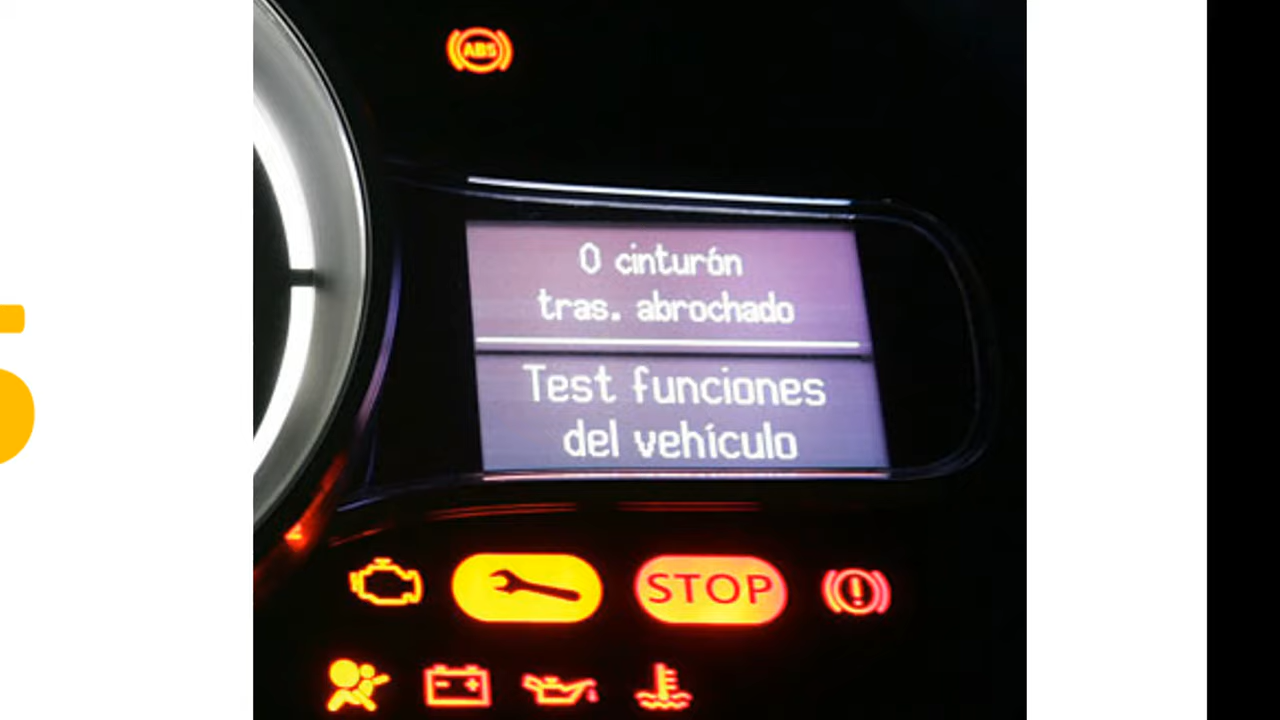 ABS
0 cinturón
tras. abrochado
Test funciones
del vehículo
STOP